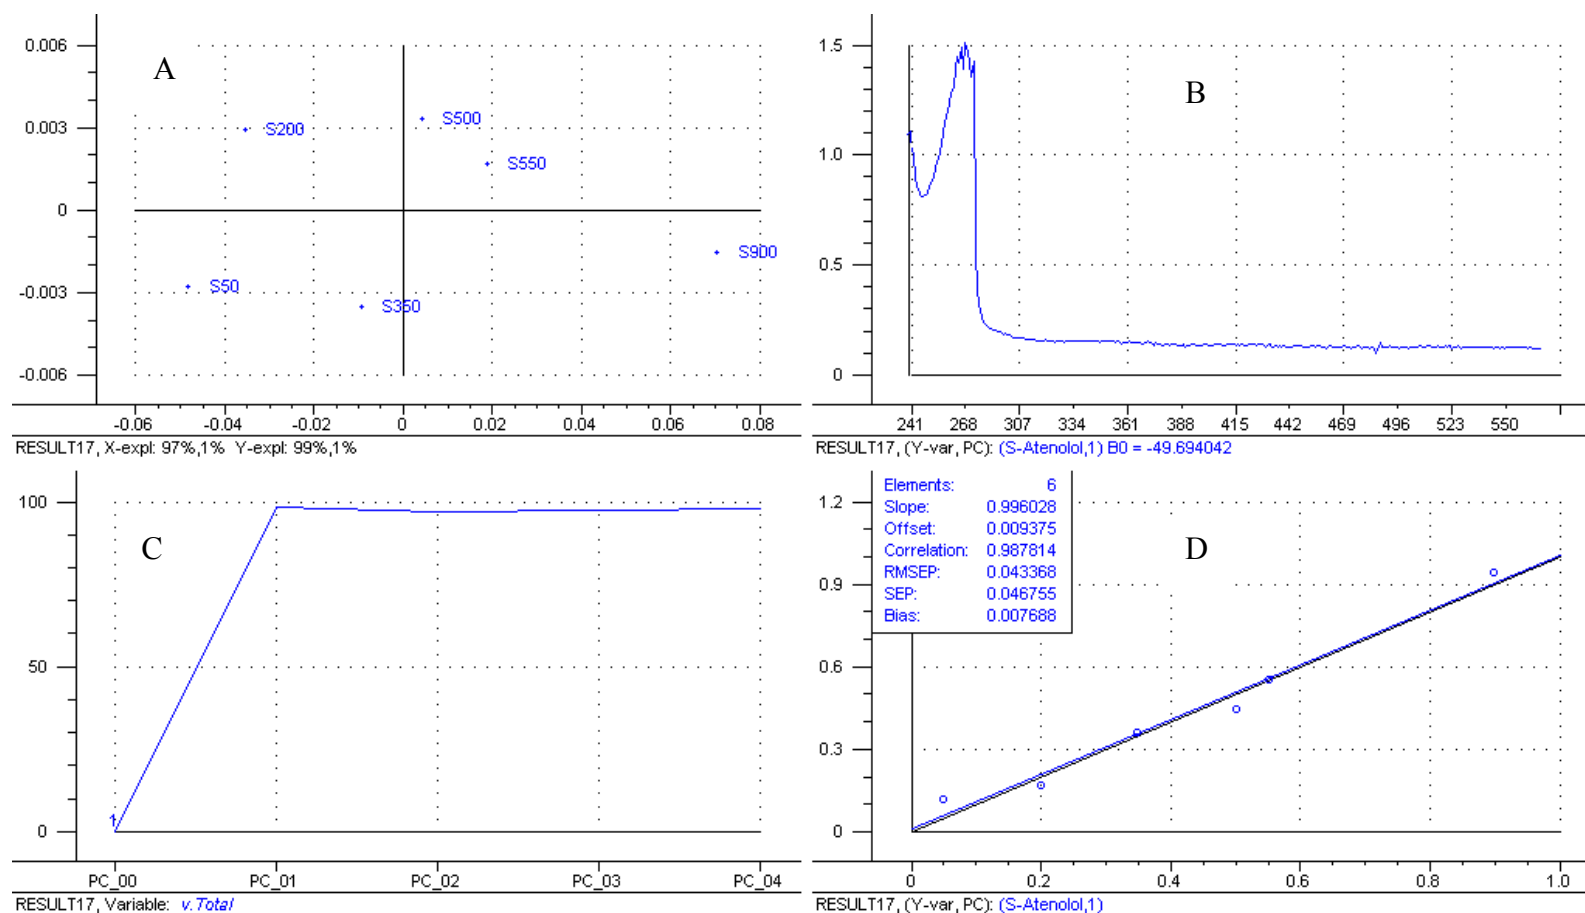 0.006
0.003
0
-0.003
-0.006
A
S200
S500
S550
S900
S50
S350
-0.06 -0.04 -0.02 0 0.02 0.04 0.06 0.08
RESULT17, X-expl: 97%,1% Y-expl: 99%,1%
1.5
1.0
0.5
0
B
241 268 307 334 361 388 415 442 469 496 523 550
RESULT17, (Y-var, PC): (S-Atenolol,1) B0 = -49.694042
100
50
0
C
1
PC_00 PC_01 PC_02 PC_03 PC_04
RESULT17, Variable: v.Total
Elements: 6
Slope: 0.996028
Offset: 0.009375
Correlation: 0.987814
RMSEP: 0.043368
SEP: 0.046755
Bias: 0.007688
1.2
0.9
0.6
0.3
0
D
0 0.2 0.4 0.6 0.8 1.0
RESULT17, (Y-var, PC): (S-Atenolol,1)